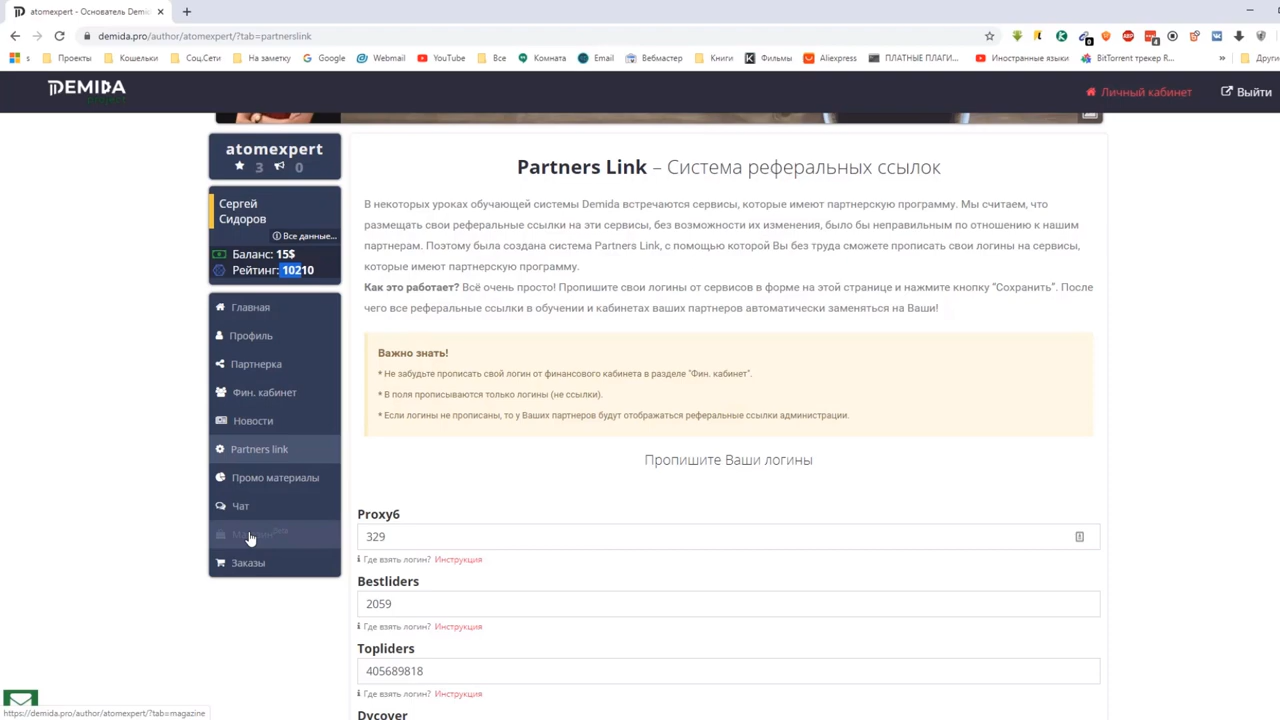 atomexpert - Основатель Demid
demida.pro/author/atomexpert/?tab=partnerslink
s
Проекты
Кошельки
Соц.Сети
На заметку
Google
Webmail
YouTube
Все
Комната
Email
Вебмастер
Книги
Фильмы
Aliexpress
ПЛАТНЫЕ ПЛАГИ...
Иностранные языки
BitTorrent трекер R...
»
Други
DEMIDA
Личный кабинет
Выйти
atomexpert
3 0
Сергей
Сидоров
Все данные...
Баланс: 15$
Рейтинг: 10210
Главная
Профиль
Партнерка
Фин. кабинет
Новости
Partners link
Промо материалы
Чат
Заказы
Partners Link – Система реферальных ссылок
В некоторых уроках обучающей системы Demida встречаются сервисы, которые имеют партнерскую программу. Мы считаем, что
размещать свои реферальные ссылки на эти сервисы, без возможности их изменения, было бы неправильным по отношению к нашим
партнерам. Поэтому была создана система Partners Link, с помощью которой Вы без труда сможете прописать свои логины на сервисы,
которые имеют партнерскую программу.
Как это работает? Всё очень просто! Пропишите свои логины от сервисов в форме на этой странице и нажмите кнопку "Сохранить". После
чего все реферальные ссылки в обучении и кабинетах ваших партнеров автоматически заменяться на Ваши!
Важно знать!
* Не забудьте прописать свой логин от финансового кабинета в разделе "Фин. кабинет".
* В поля прописываются только логины (не ссылки).
* Если логины не прописаны, то у Ваших партнеров будут отображаться реферальные ссылки администрации.
Пропишите Ваши логины
Proxy6
329
Где взять логин? Инструкция
Bestliders
2059
Где взять логин? Инструкция
Topliders
405689818
Где взять логин? Инструкция
Dvcover
https://demida.pro/author/atomexpert/?tab=magazine